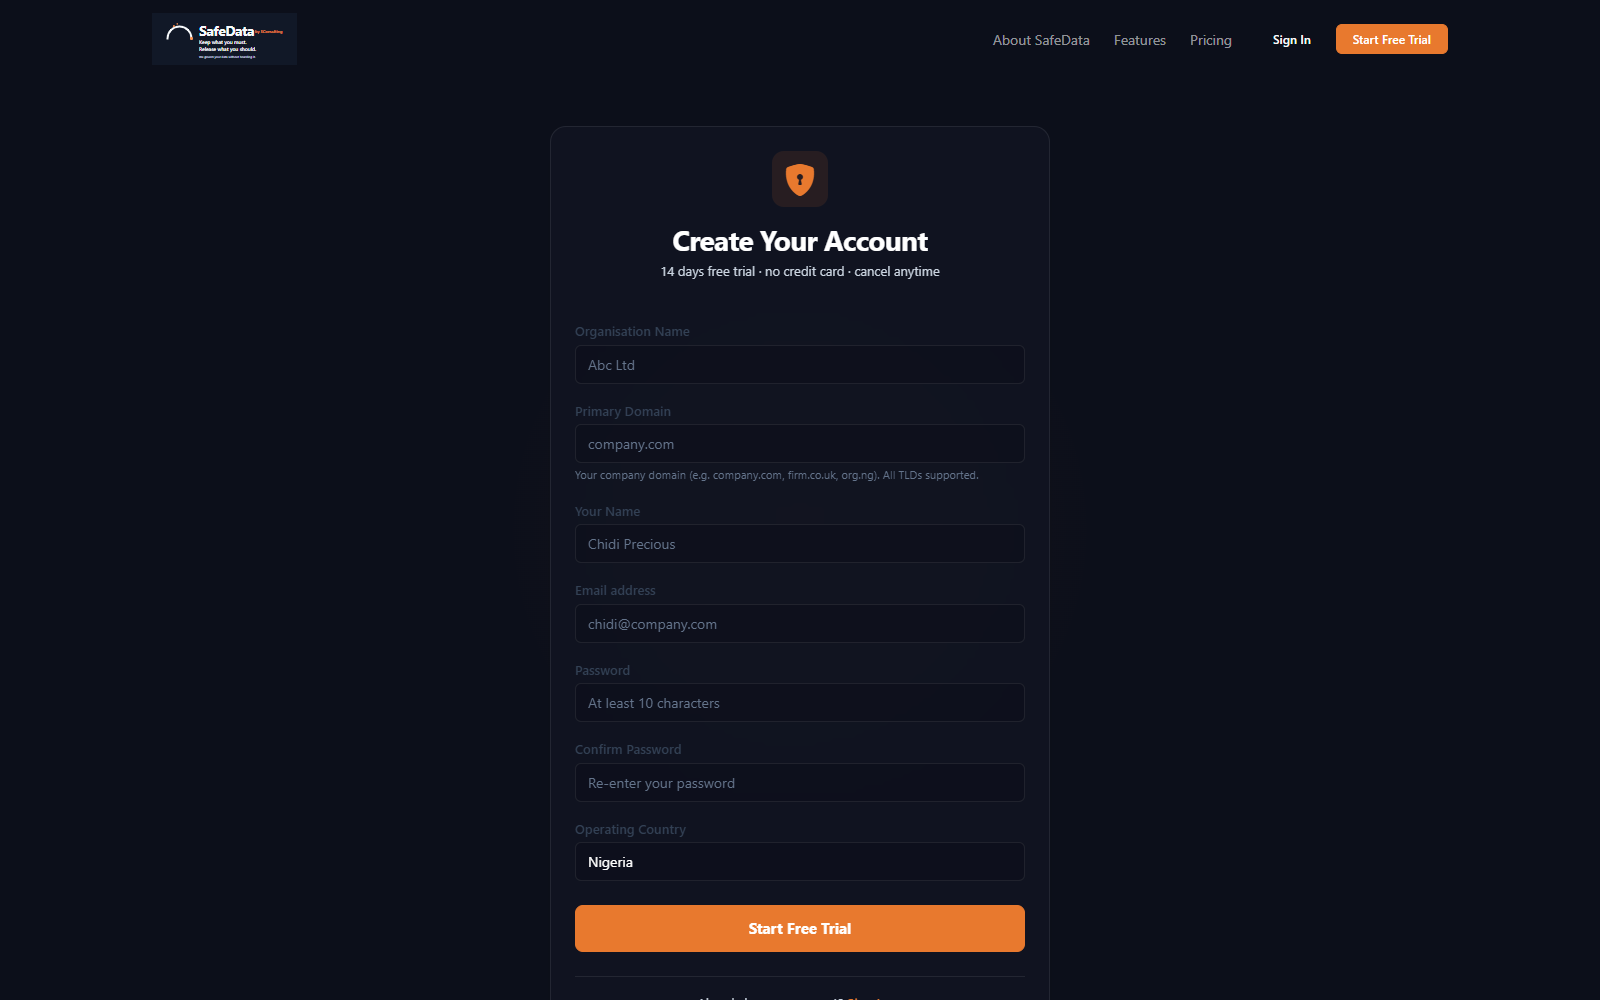 SafeData by SConsulting
Keep what you must.
Release what you should.
About SafeData
Features
Pricing
Sign In
Start Free Trial
Create Your Account
14 days free trial · no credit card · cancel anytime
Organisation Name
Abc Ltd
Primary Domain
company.com
Your company domain (e.g. company.com, firm.co.uk, org.ng). All TLDs supported.
Your Name
Chidi Precious
Email address
chidi@company.com
Password
At least 10 characters
Confirm Password
Re-enter your password
Operating Country
Nigeria
Start Free Trial